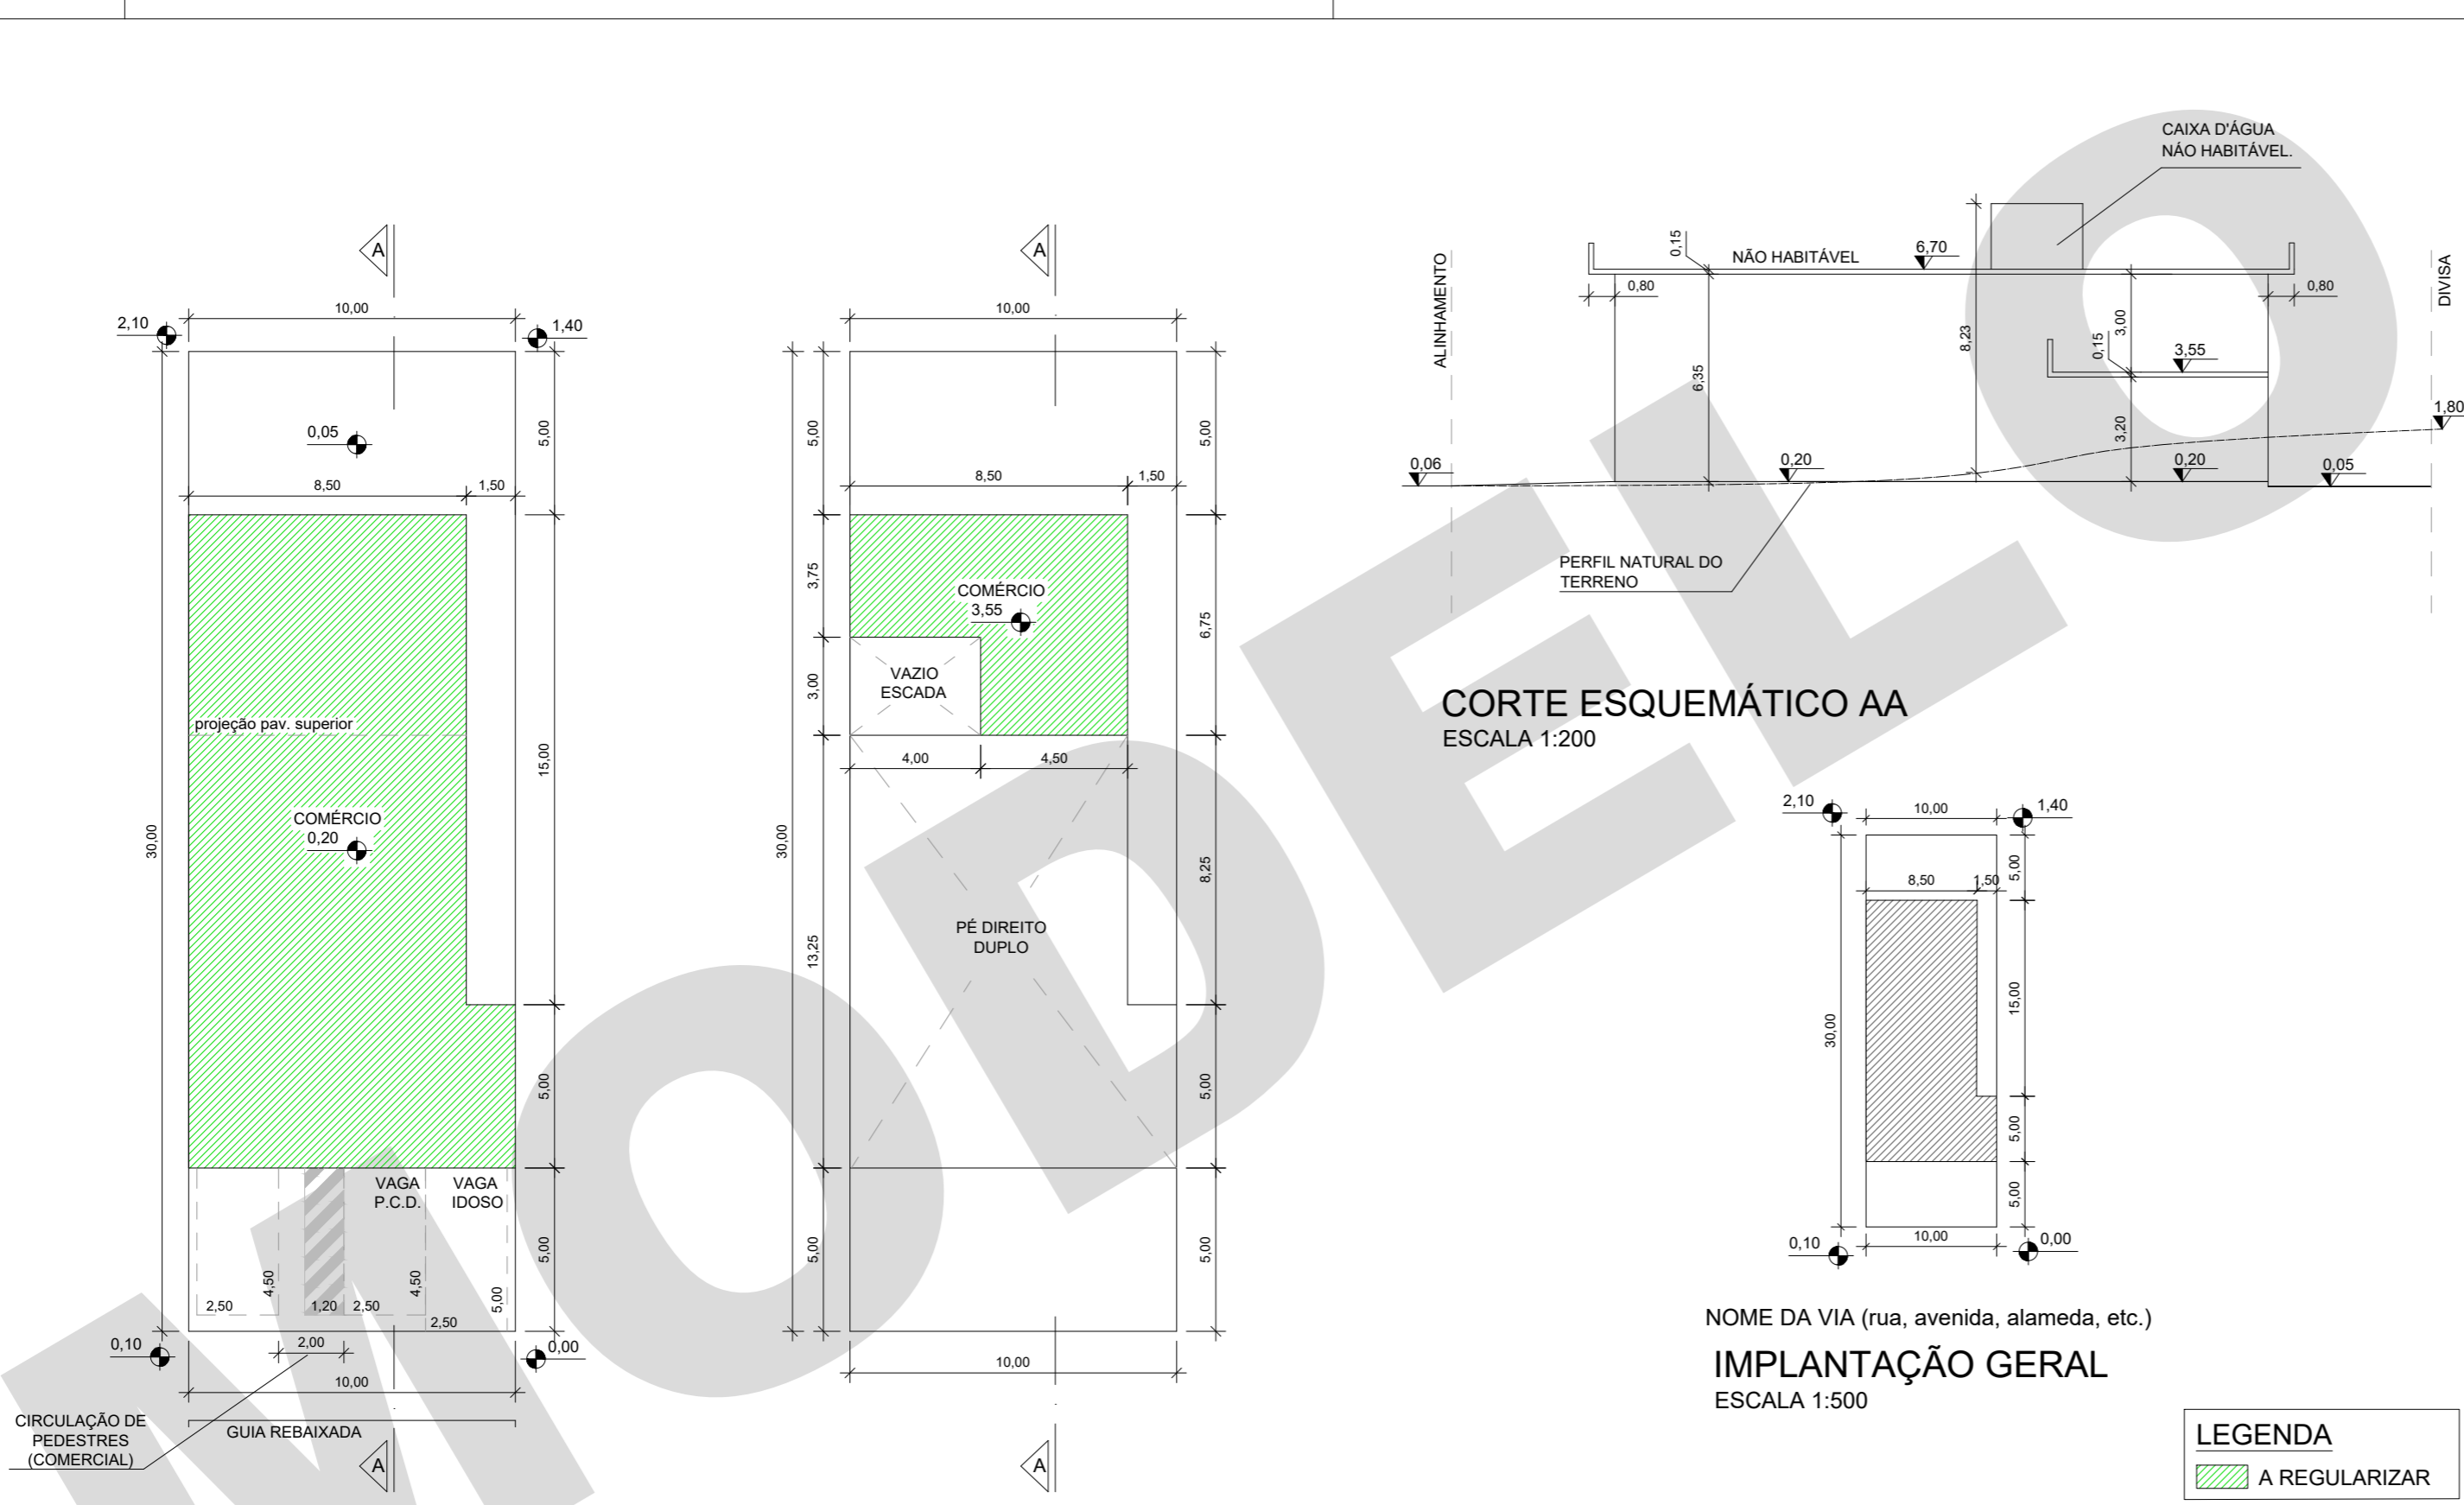 A
10,00
2,10
1,40
0,05
5,00
8,50
1,50
projeção pav. superior
COMÉRCIO
0,20
30,00
15,00
5,00
VAGA
P.C.D.
VAGA
IDOSO
4,50
4,50
5,00
5,00
2,50
1,20
2,50
2,50
0,10
2,00
0,00
10,00
CIRCULAÇÃO DE
PEDESTRES
(COMERCIAL)
GUIA REBAIXADA
A
A
10,00
5,00
5,00
8,50
1,50
3,75
COMÉRCIO
3,55
6,75
3,00
VAZIO
ESCADA
4,00
4,50
30,00
8,25
PÉ DIREITO
DUPLO
13,25
5,00
5,00
5,00
10,00
A
CAIXA D'ÁGUA
NÁO HABITÁVEL.
ALINHAMENTO
0,15
NÃO HABITÁVEL
6,70
DIVISA
0,80
0,80
8,23
0,15
3,00
3,55
6,35
1,80
3,20
0,06
0,20
0,20
0,05
PERFIL NATURAL DO
TERRENO
CORTE ESQUEMÁTICO AA
ESCALA 1:200
2,10
10,00
1,40
5,00
8,50
1,50
30,00
15,00
5,00
5,00
0,10
10,00
0,00
NOME DA VIA (rua, avenida, alameda, etc.)
IMPLANTAÇÃO GERAL
ESCALA 1:500
LEGENDA
A REGULARIZAR
MODELO